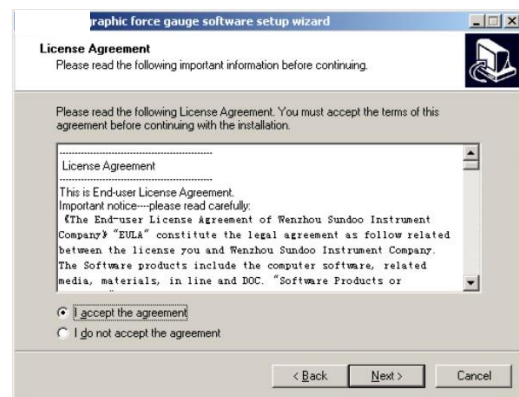 raphic force gauge software setup wizard
License Agreement
Please read the following important information before continuing.
Please read the following License Agreement. You must accept the terms of this
agreement before continuing with the installation.
------------------------------------------------
License Agreement
------------------------------------------------
This is End-user License Agreement.
Important notice----please read carefully:
《The End-user License Agreement of Wenzhou Sundoo Instrument
Company》 "EULA" constitute the legal agreement as follow related
between the license you and Wenzhou Sundoo Instrument Company.
The Software products include the computer software, related
media, materials, in line and DOC. "Software Products or
I accept the agreement
I do not accept the agreement
< Back
Next >
Cancel